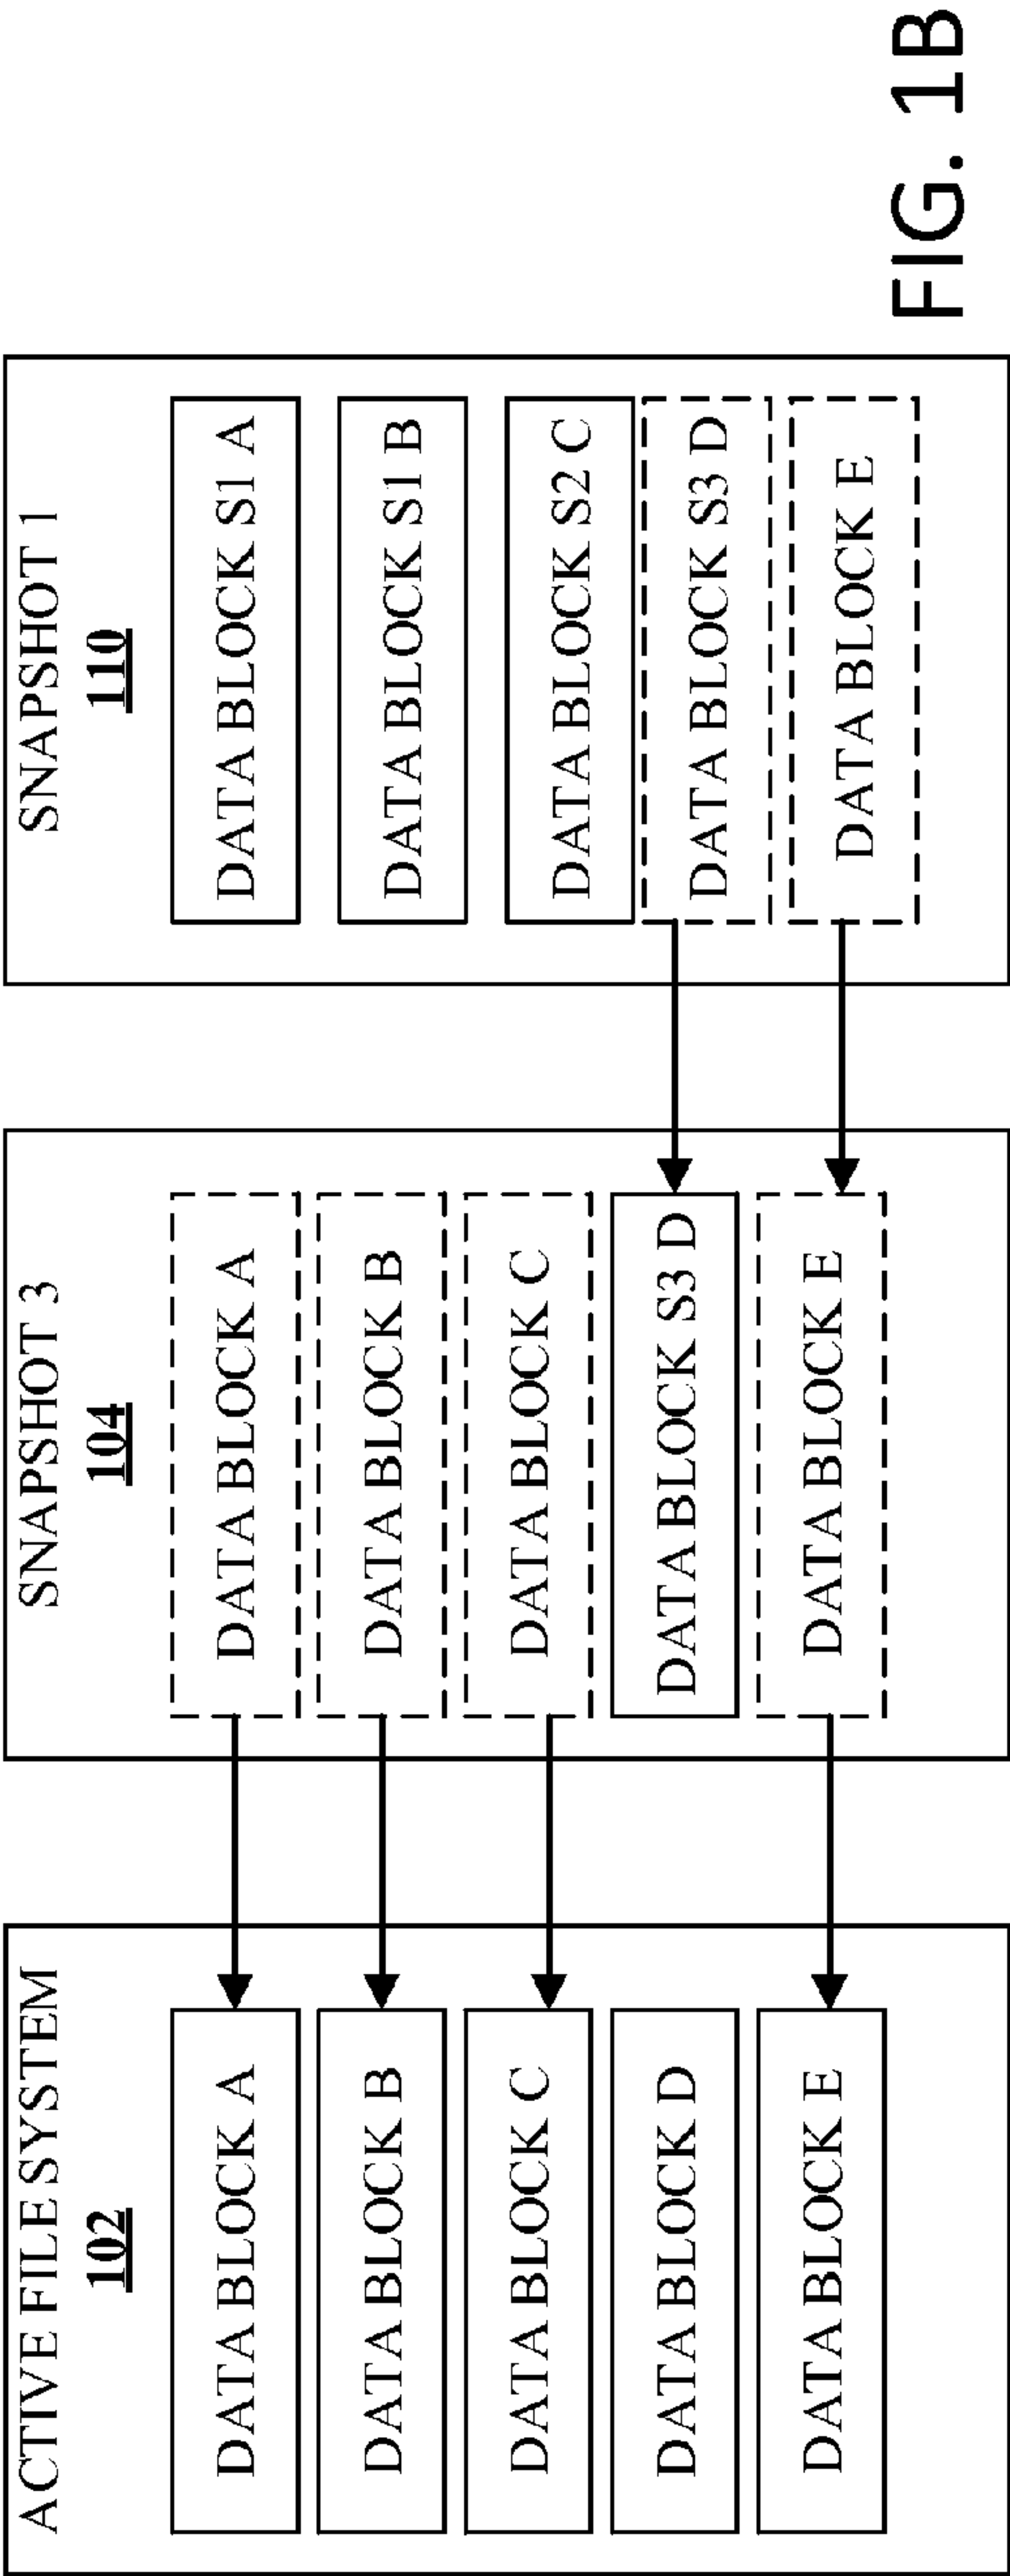 ACTIVE FILE SYSTEM
102
DATA BLOCK A
DATA BLOCK B
DATA BLOCK C
DATA BLOCK D
DATA BLOCK E
SNAPSHOT 3
104
DATA BLOCK A
DATA BLOCK B
DATA BLOCK C
DATA BLOCK S3 D
DATA BLOCK E
SNAPSHOT 1
110
DATA BLOCK S1 A
DATA BLOCK S1 B
DATA BLOCK S2 C
DATA BLOCK S3 D
DATA BLOCK E
FIG. 1B